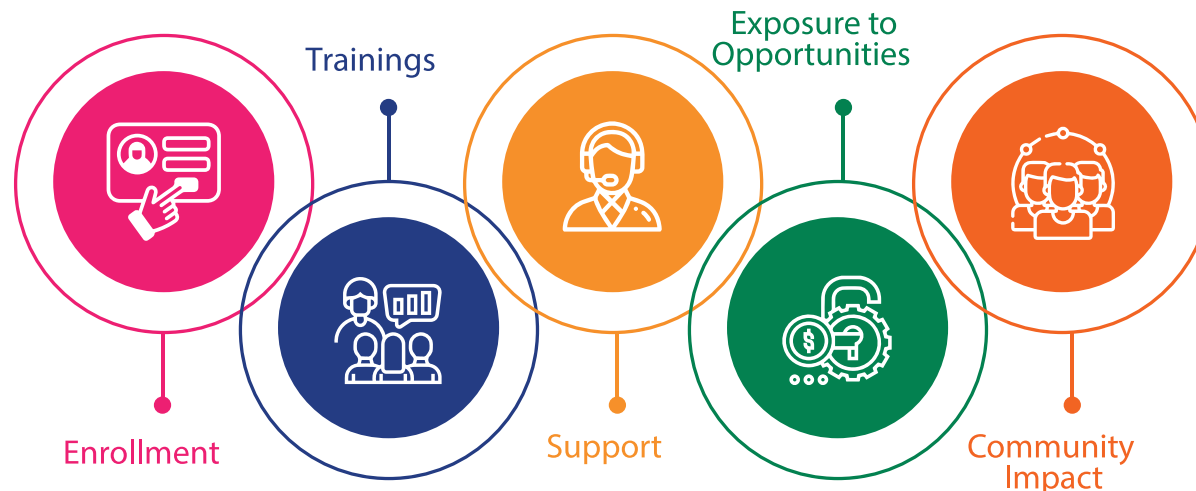 Enrollment
Trainings
Support
Exposure to
Opportunities
Community
Impact
$